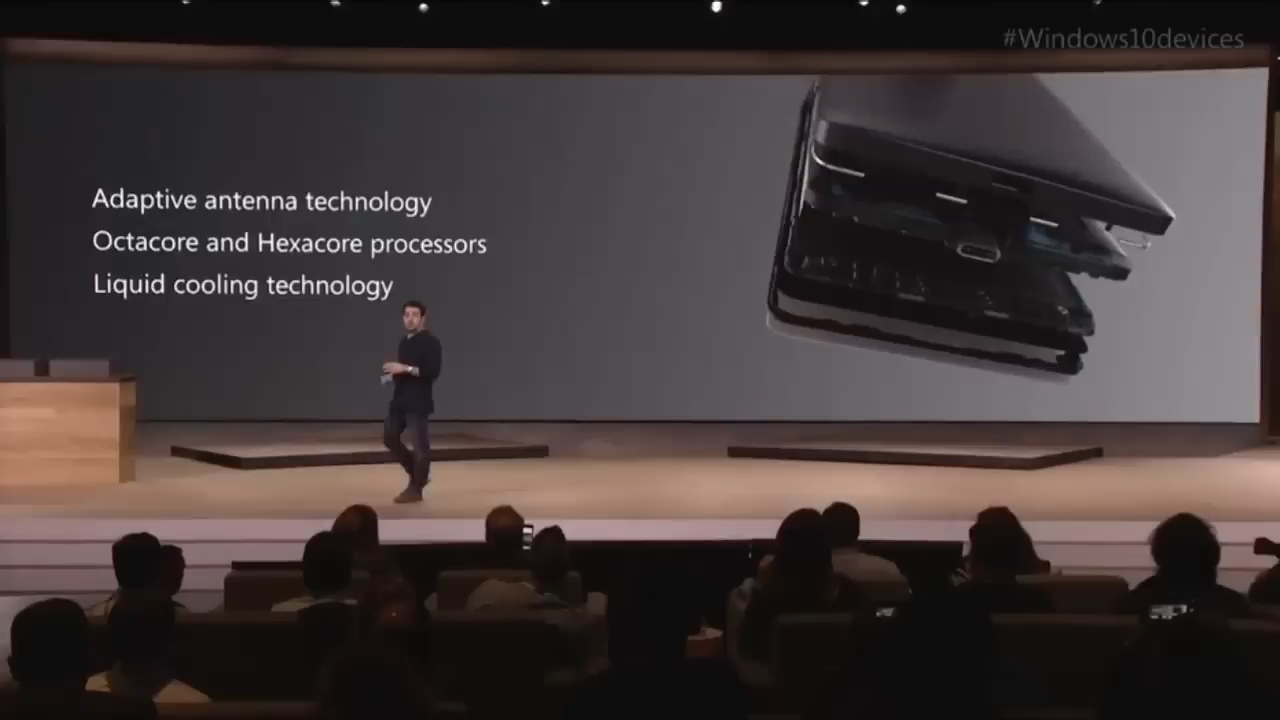 #Windows10devices
Adaptive antenna technology
Octacore and Hexacore processors
Liquid cooling technology